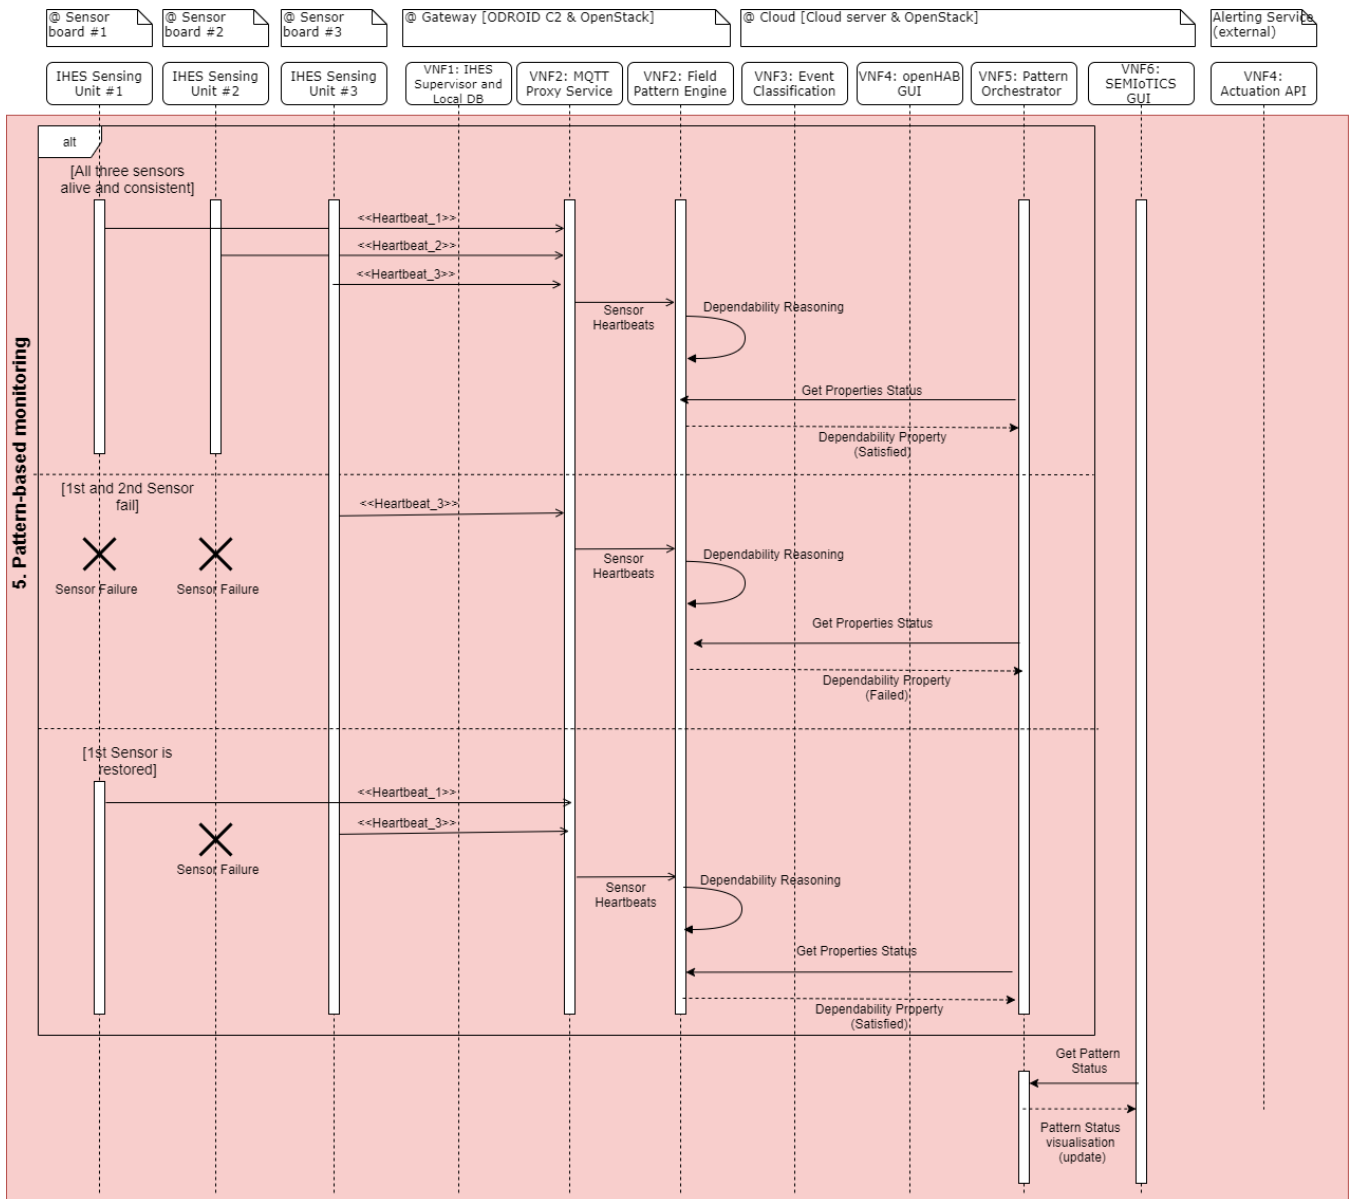 @ Sensor
board #1
@ Sensor
board #2
@ Sensor
board #3
@ Gateway [ODROID C2 & OpenStack]
@ Cloud [Cloud server & OpenStack]
Alerting Service
(external)
IHES Sensing
Unit #1
IHES Sensing
Unit #2
IHES Sensing
Unit #3
VNF1: IHES
Supervisor and
Local DB
VNF2: MQTT
Proxy Service
VNF2: Field
Pattern Engine
VNF3: Event
Classification
VNF4: openHAB
GUI
VNF5: Pattern
Orchestrator
VNF6:
SEMIoTICS
GUI
VNF4:
Actuation API
5. Pattern-based monitoring
alt
[All three sensors
alive and consistent]
<<Heartbeat_1>>
<<Heartbeat_2>>
<<Heartbeat_3>>
Sensor
Heartbeats
Dependability Reasoning
Get Properties Status
Dependability Property
(Satisfied)
[1st and 2nd Sensor
fail]
<<Heartbeat_3>>
Sensor Failure
Sensor Failure
Sensor
Heartbeats
Dependability Reasoning
Get Properties Status
Dependability Property
(Failed)
[1st Sensor is
restored]
<<Heartbeat_1>>
<<Heartbeat_3>>
Sensor Failure
Sensor
Heartbeats
Dependability Reasoning
Get Properties Status
Dependability Property
(Satisfied)
Get Pattern
Status
Pattern Status
visualisation
(update)